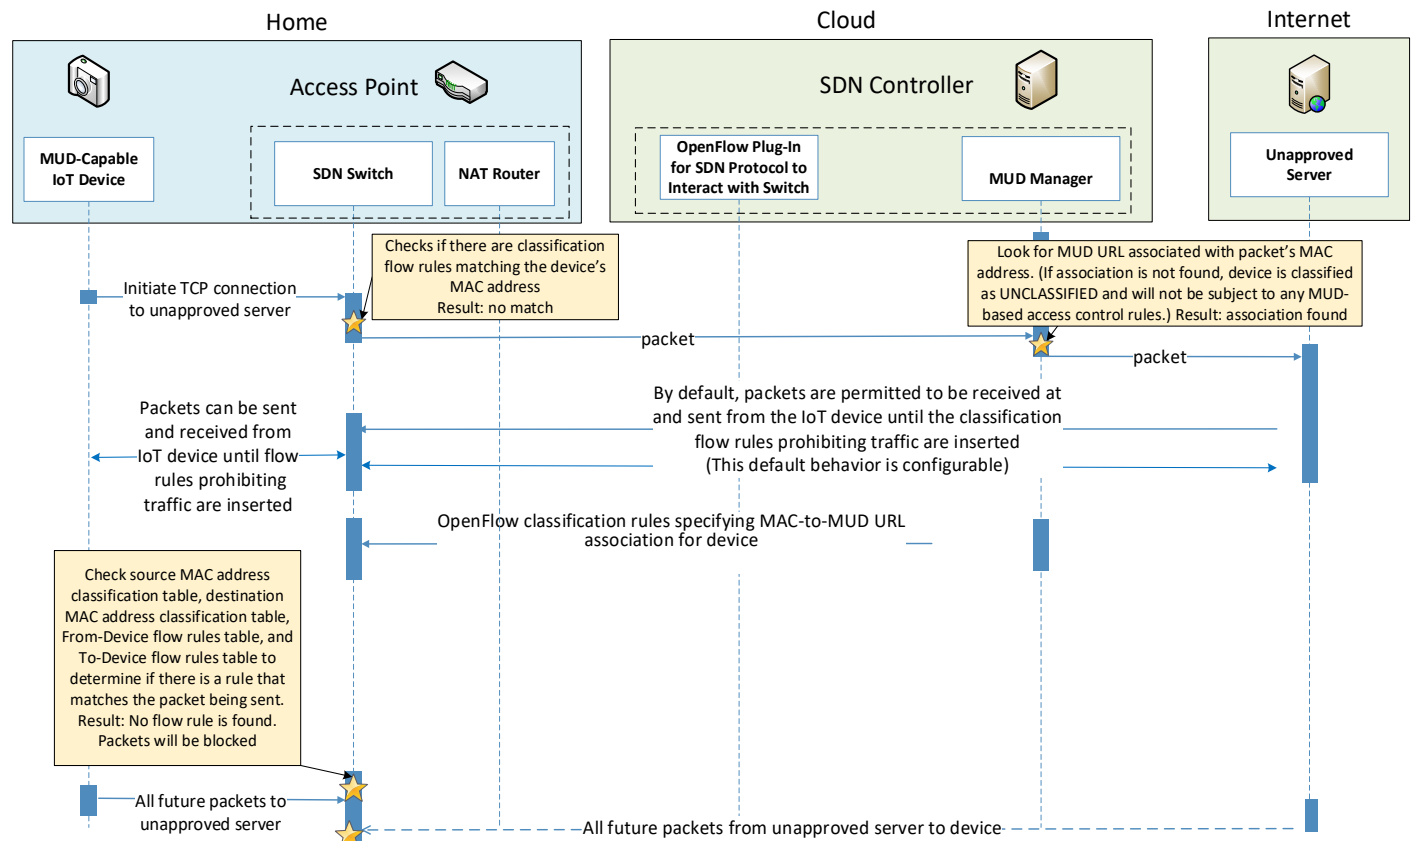 Home
Cloud
Internet
Access Point
SDN Controller
MUD-Capable
IoT Device
SDN Switch
NAT Router
OpenFlow Plug-In
for SDN Protocol to
Interact with Switch
MUD Manager
Unapproved
Server
Checks if there are classification
flow rules matching the device's
MAC address
Result: no match
Look for MUD URL associated with packet's MAC
address. (If association is not found, device is classified
as UNCLASSIFIED and will not be subject to any MUD-
based access control rules.) Result: association found
Initiate TCP connection
to unapproved server
packet
packet
Packets can be sent
and received from
IoT device until flow
rules prohibiting
traffic are inserted
By default, packets are permitted to be received at
and sent from the IoT device until the classification
flow rules prohibiting traffic are inserted
(This default behavior is configurable)
OpenFlow classification rules specifying MAC-to-MUD URL
association for device
Check source MAC address
classification table, destination
MAC address classification table,
From-Device flow rules table, and
To-Device flow rules table to
determine if there is a rule that
matches the packet being sent.
Result: No flow rule is found.
Packets will be blocked
All future packets to
unapproved server
All future packets from unapproved server to device